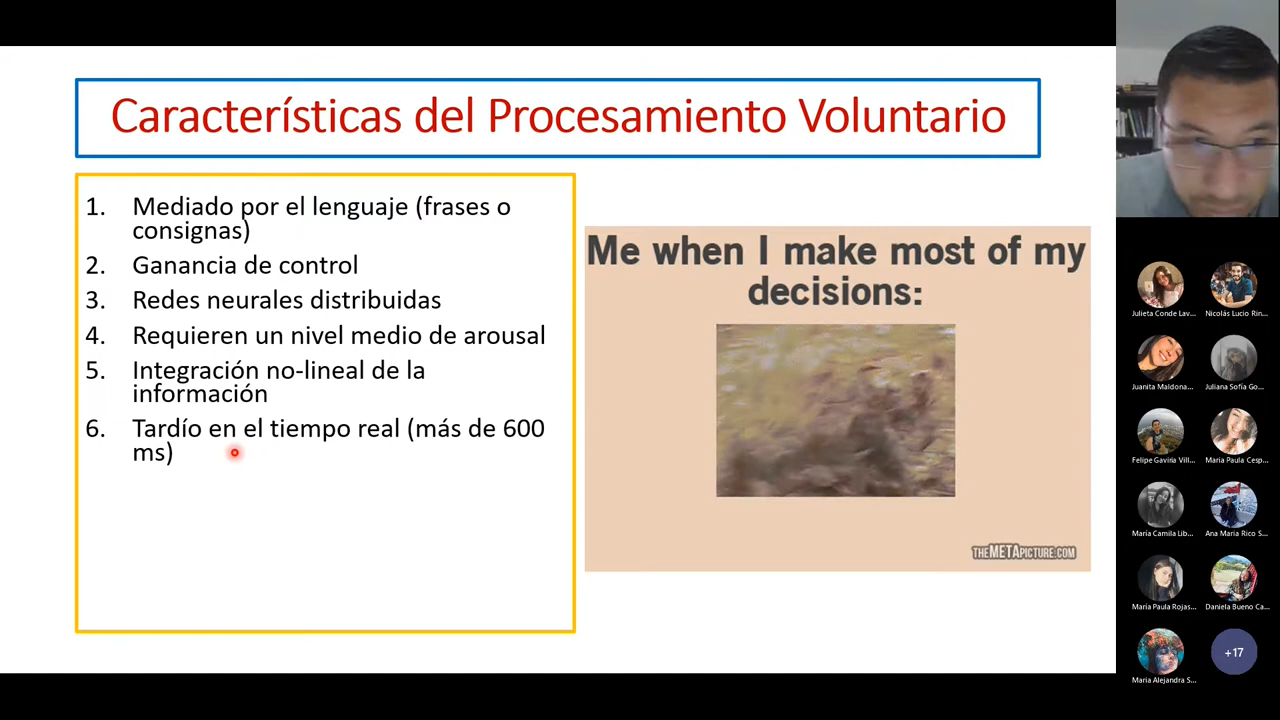 Características del Procesamiento Voluntario
1. Mediado por el lenguaje (frases o
consignas)
2. Ganancia de control
3. Redes neurales distribuidas
4. Requieren un nivel medio de arousal
5. Integración no-lineal de la
información
6. Tardío en el tiempo real (más de 600
ms)
Me when I make most of my
decisions:
THEMETAPICTURE.COM
Julieta Conde Lav...
Nicolás Lucio Rin...
Juanita Maldona...
Juliana Sofía Go...
Felipe Gaviria Vill...
Maria Paula Cesp...
María Camila Lib...
Ana Maria Rico S...
María Paula Rojas...
Daniela Bueno Ca...
Maria Alejandra S...
+17